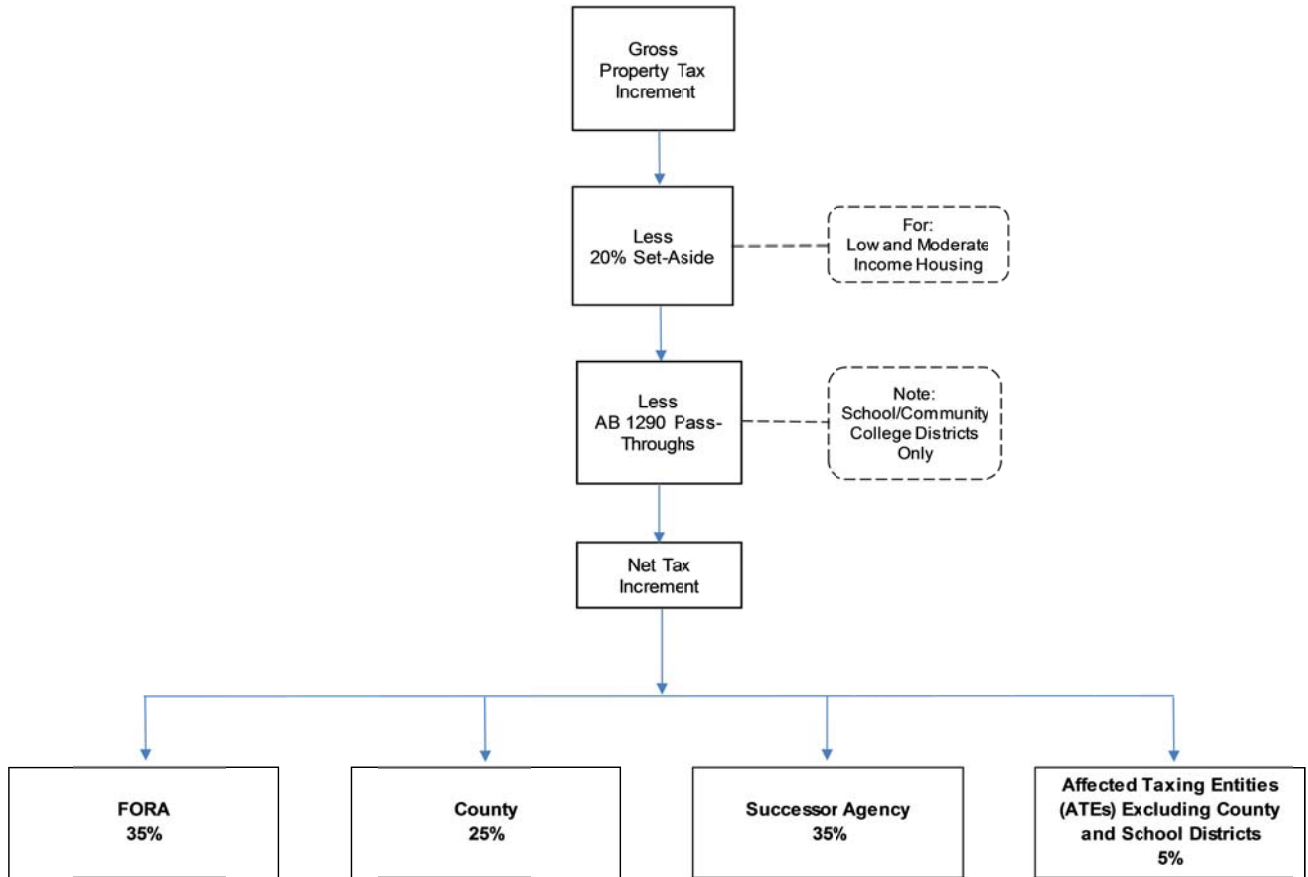 Gross
Property Tax
Increment
Less
20% Set-Aside
For:
Low and Moderate
Income Housing
Less
AB 1290 Pass-
Throughs
Note:
School/Community
College Districts
Only
Net Tax
Increment
FORA
35%
County
25%
Successor Agency
35%
Affected Taxing Entities
(ATEs) Excluding County
and School Districts
5%